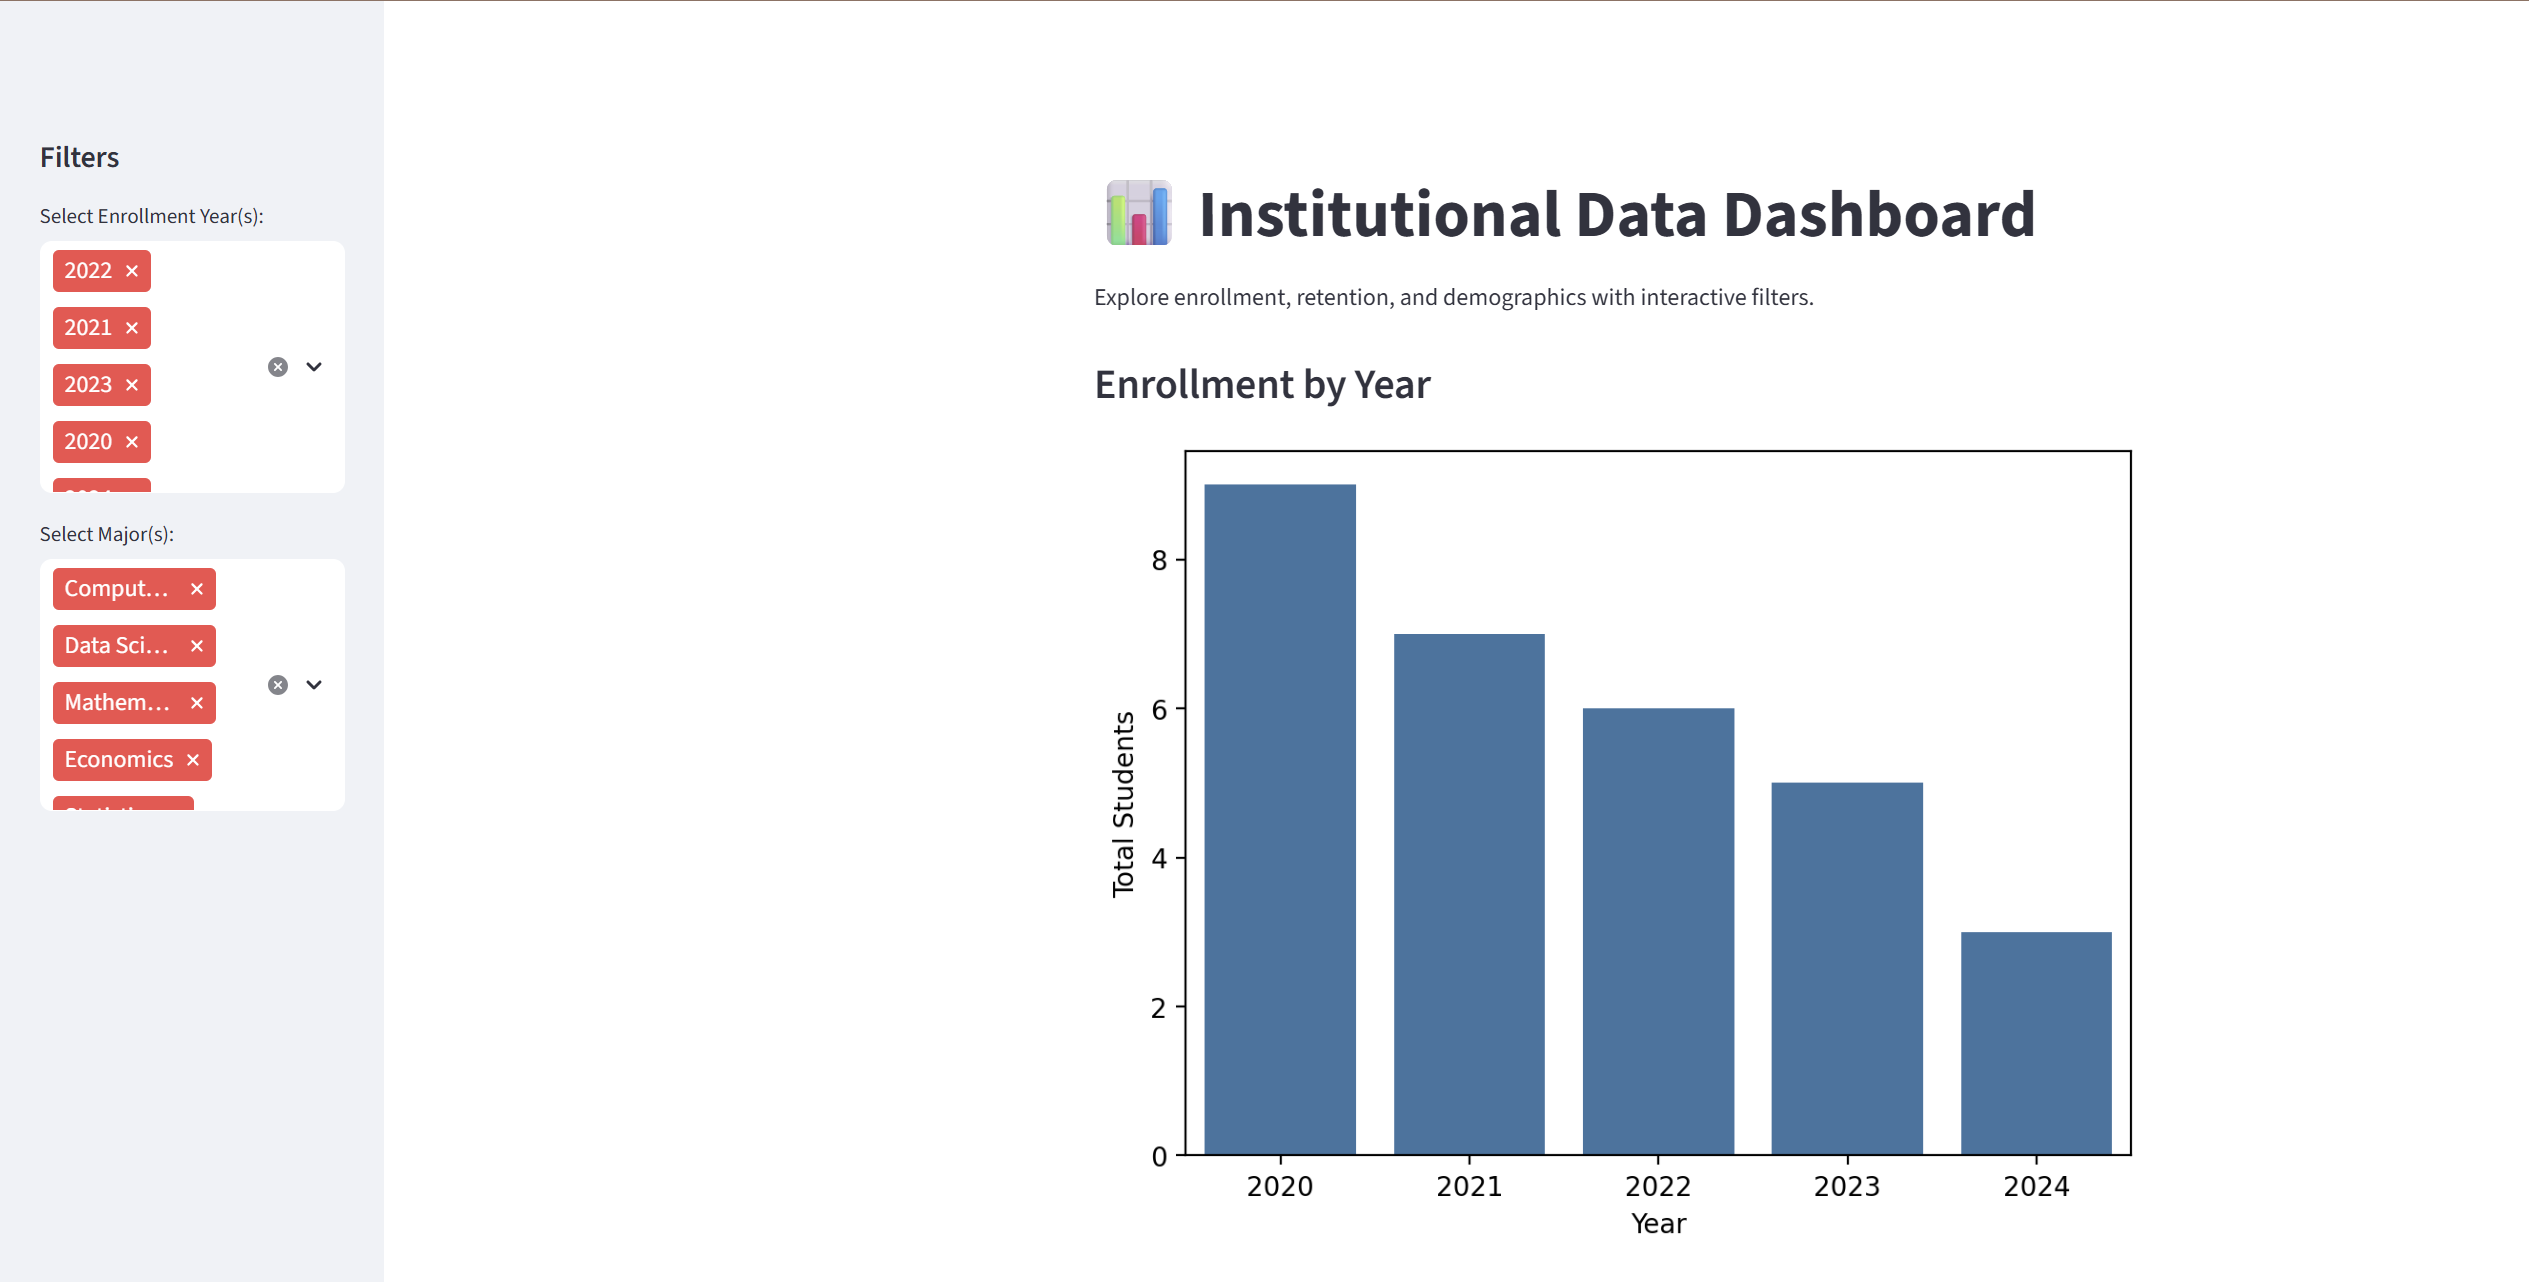 Filters
Select Enrollment Year(s):
2022
2021
2023
2020
Select Major(s):
Comput...
Data Sci...
Mathem...
Economics
Institutional Data Dashboard
Explore enrollment, retention, and demographics with interactive filters.
Enrollment by Year
Total Students
8
6
4
2
0
2020 2021 2022 2023 2024
Year